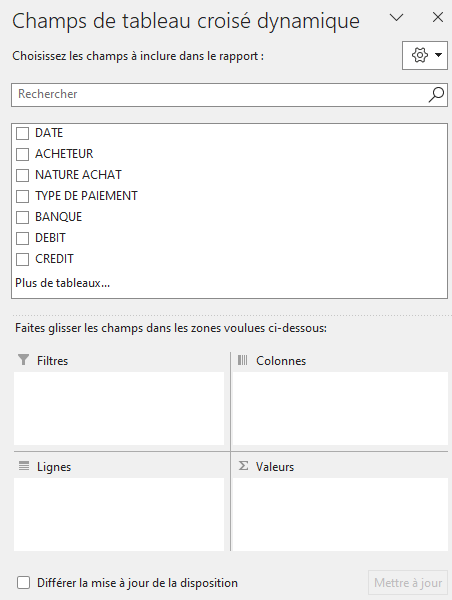 Champs de tableau croisé dynamique
Choisissez les champs à inclure dans le rapport :
Rechercher
DATE
ACHETEUR
NATURE ACHAT
TYPE DE PAIEMENT
BANQUE
DEBIT
CREDIT
Plus de tableaux...
Faites glisser les champs dans les zones voulues ci-dessous:
Filtres
Colonnes
Lignes
Σ Valeurs
Différer la mise à jour de la disposition
Mettre à jour